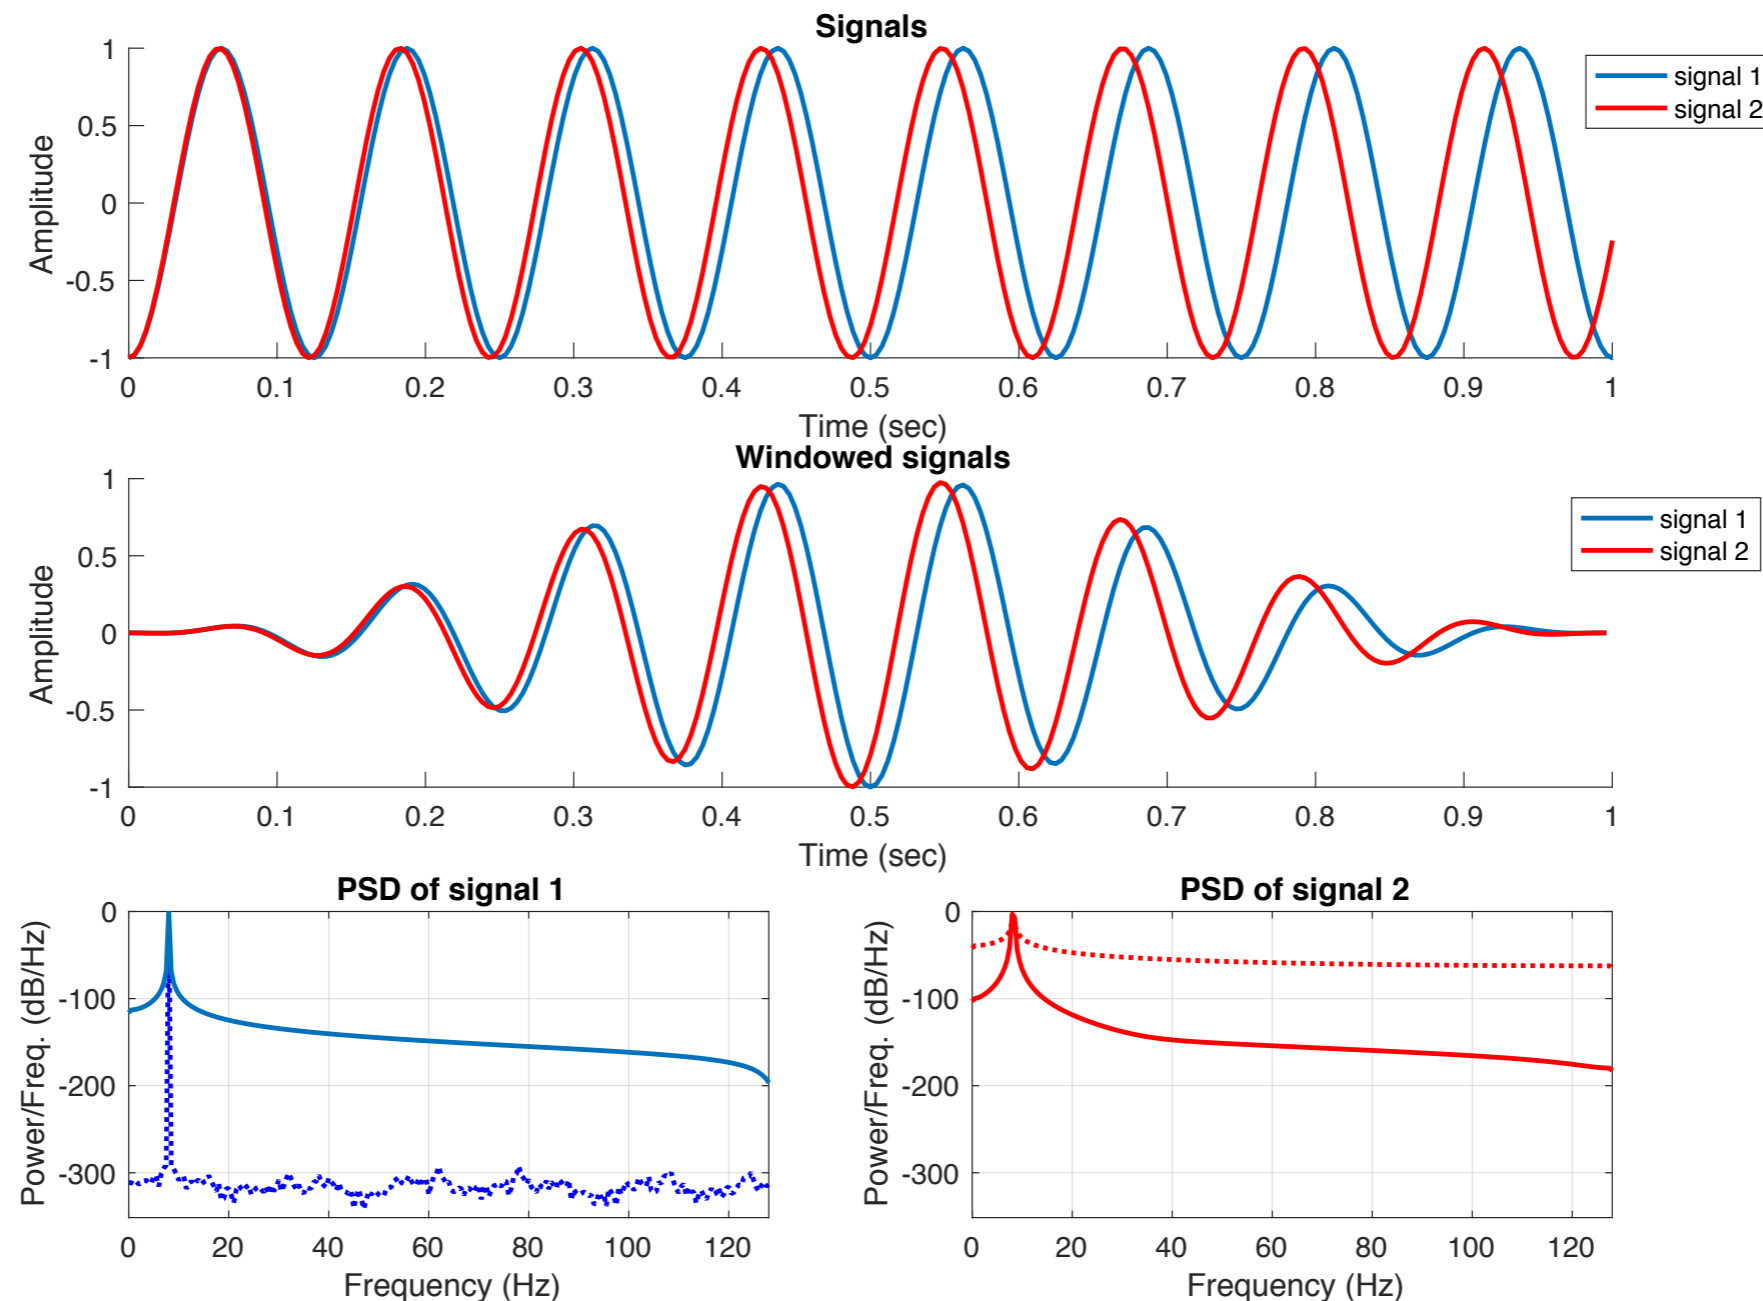 Signals
1
0.5
0
-0.5
-1
Amplitude
signal 1
signal 2
0 0.1 0.2 0.3 0.4 0.5 0.6 0.7 0.8 0.9 1
Time (sec)
Windowed signals
1
0.5
0
-0.5
-1
Amplitude
signal 1
signal 2
0 0.1 0.2 0.3 0.4 0.5 0.6 0.7 0.8 0.9 1
Time (sec)
PSD of signal 1
0
-100
-200
-300
Power/Freq. (dB/Hz)
0 20 40 60 80 100 120
Frequency (Hz)
PSD of signal 2
0
-100
-200
-300
Power/Freq. (dB/Hz)
0 20 40 60 80 100 120
Frequency (Hz)